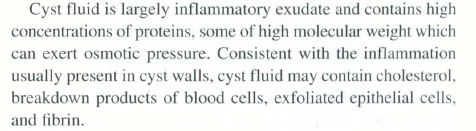 Cyst fluid is largely inflammatory exudate and contains high
concentrations of proteins, some of high molecular weight which
can exert osmotic pressure. Consistent with the inflammation
usually present in cyst walls, cyst fluid may contain cholesterol,
breakdown products of blood cells, exfoliated epithelial cells,
and fibrin.